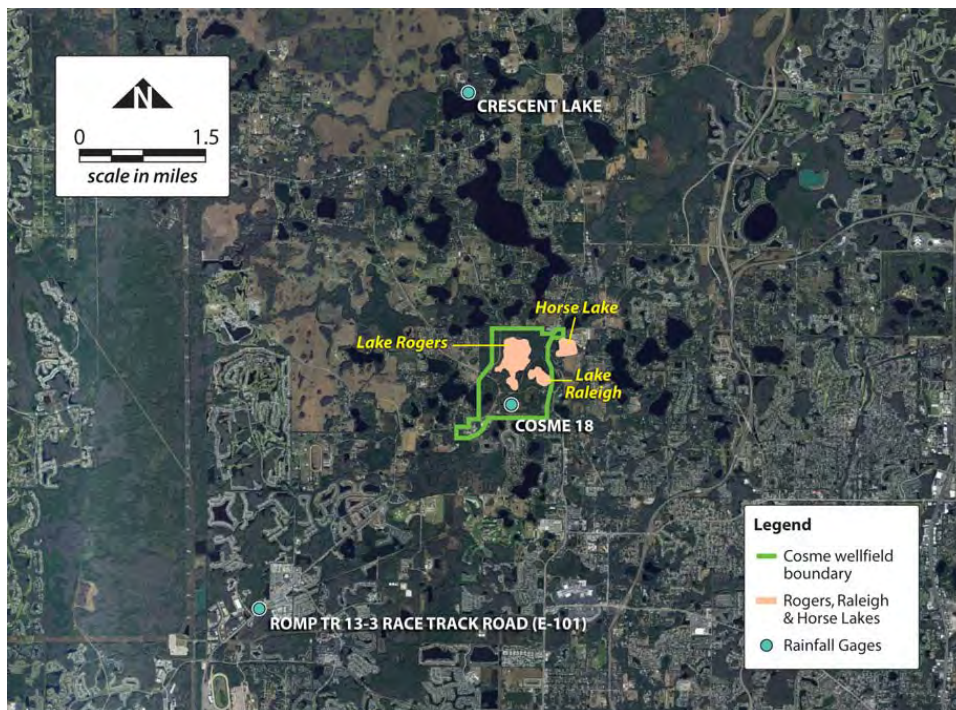 N
0 1.5
scale in miles
CRESCENT LAKE
Horse Lake
Lake Rogers
Lake
Raleigh
COSME 18
ROMP TR 13-3 RACE TRACK ROAD (E-101)
Legend
Cosme wellfield
boundary
Rogers, Raleigh
& Horse Lakes
Rainfall Gages